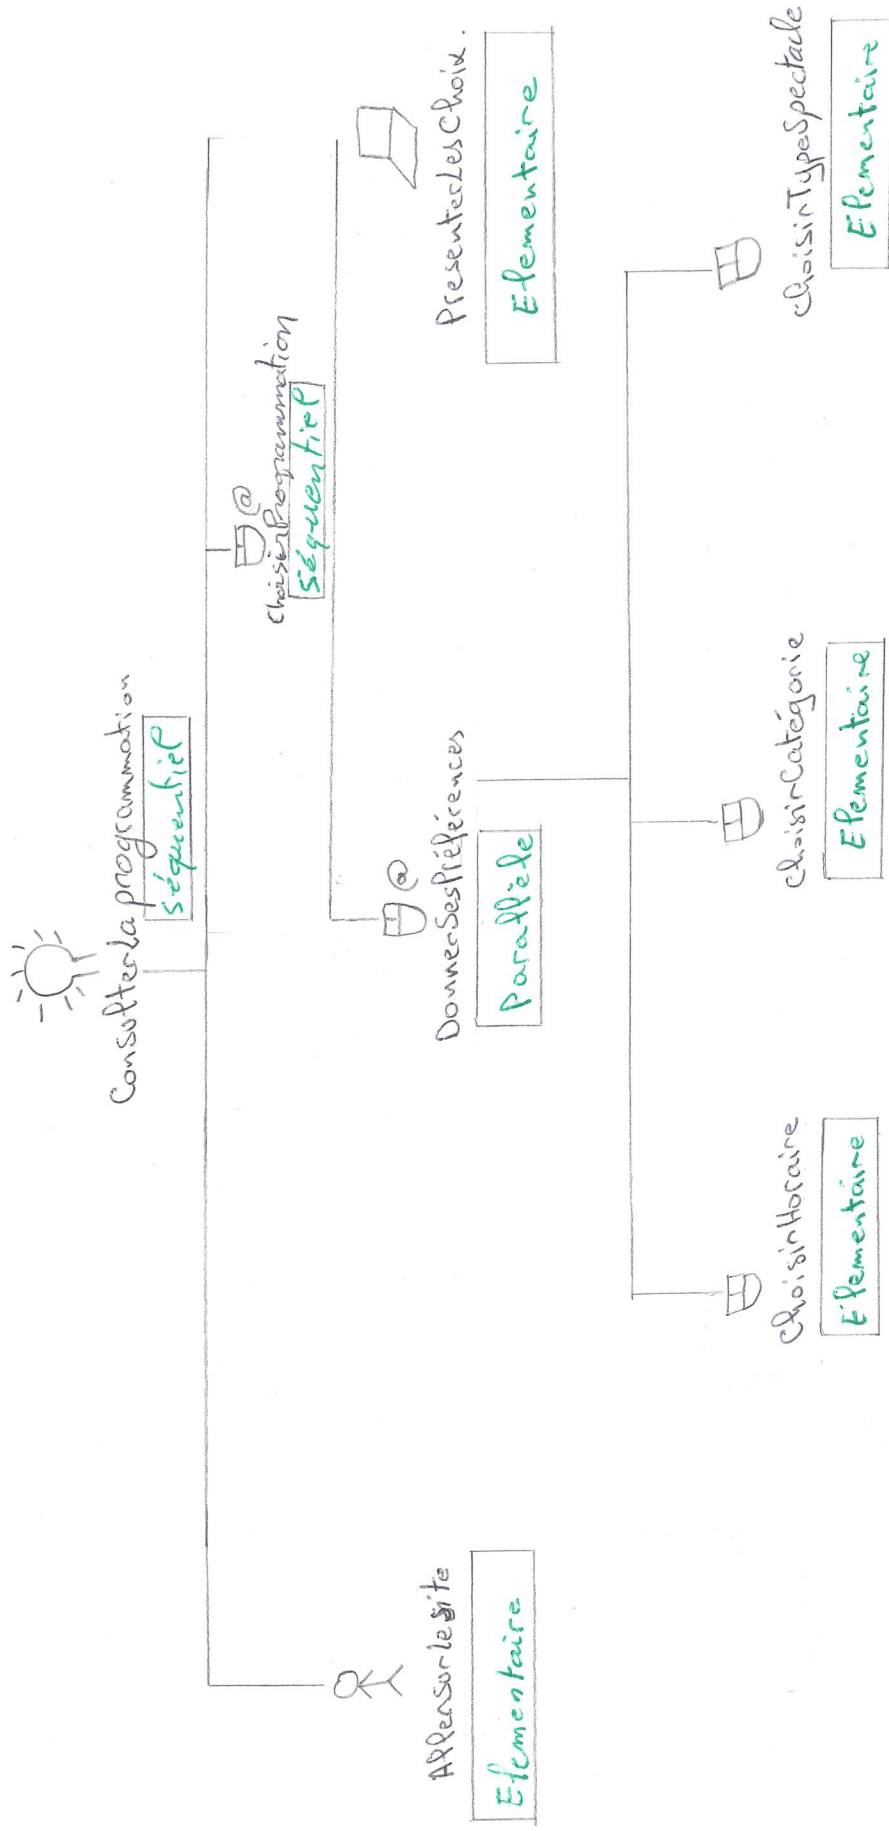 ConsulterLaprogrammation
séquentiel
@
ChoisirProgrammation
séquentiel
AllersurLesite
Elementaire
@
DonnerSesPréférences
Parallèle
PresenterLesChoix.
Elementaire
ChoisirHoraire
Elementaire
ChoisirCatégorie
Elementaire
ChoisirTypeSpectacle
Elementaire